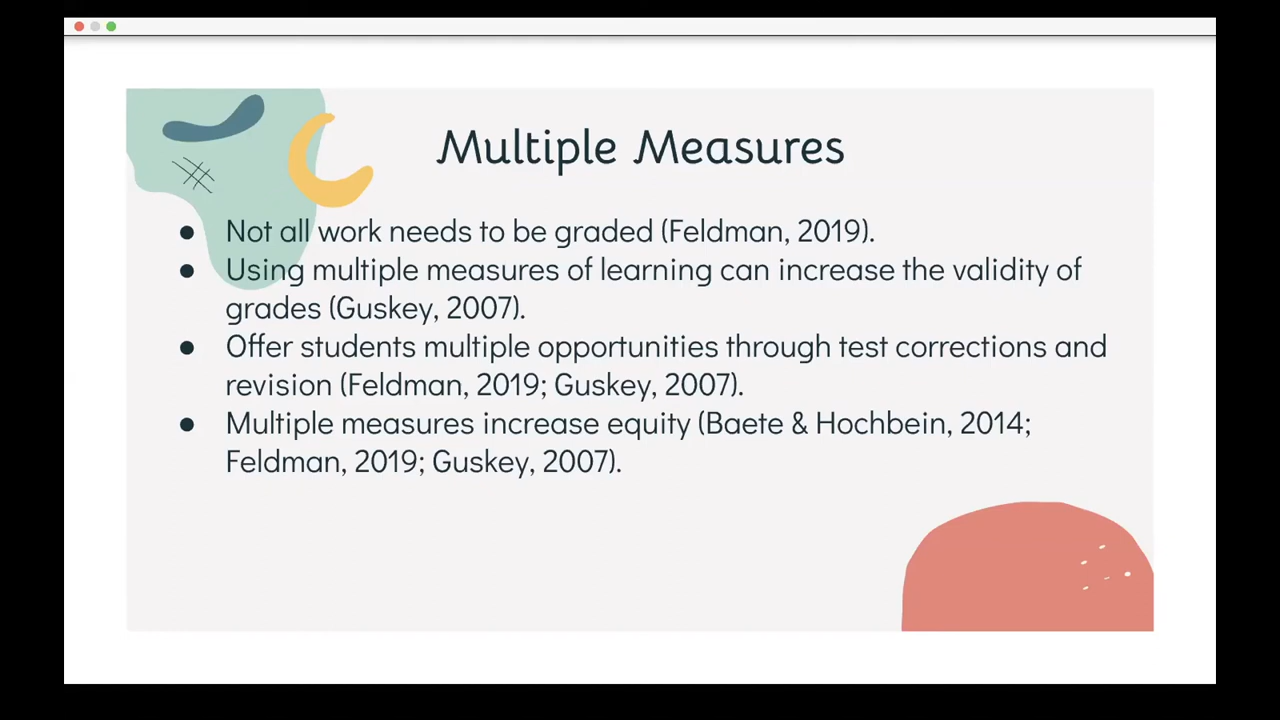 Multiple Measures
● Not all work needs to be graded (Feldman, 2019).
● Using multiple measures of learning can increase the validity of
grades (Guskey, 2007).
● Offer students multiple opportunities through test corrections and
revision (Feldman, 2019; Guskey, 2007).
● Multiple measures increase equity (Baete & Hochbein, 2014;
Feldman, 2019; Guskey, 2007).